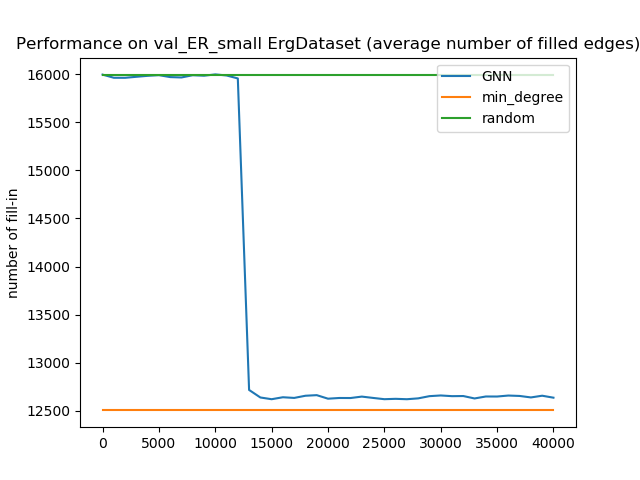 Performance on val_ER_small ErgDataset (average number of filled edges)
number of fill-in
16000
15500
15000
14500
14000
13500
13000
12500
0 5000 10000 15000 20000 25000 30000 35000 40000
GNN
min_degree
random